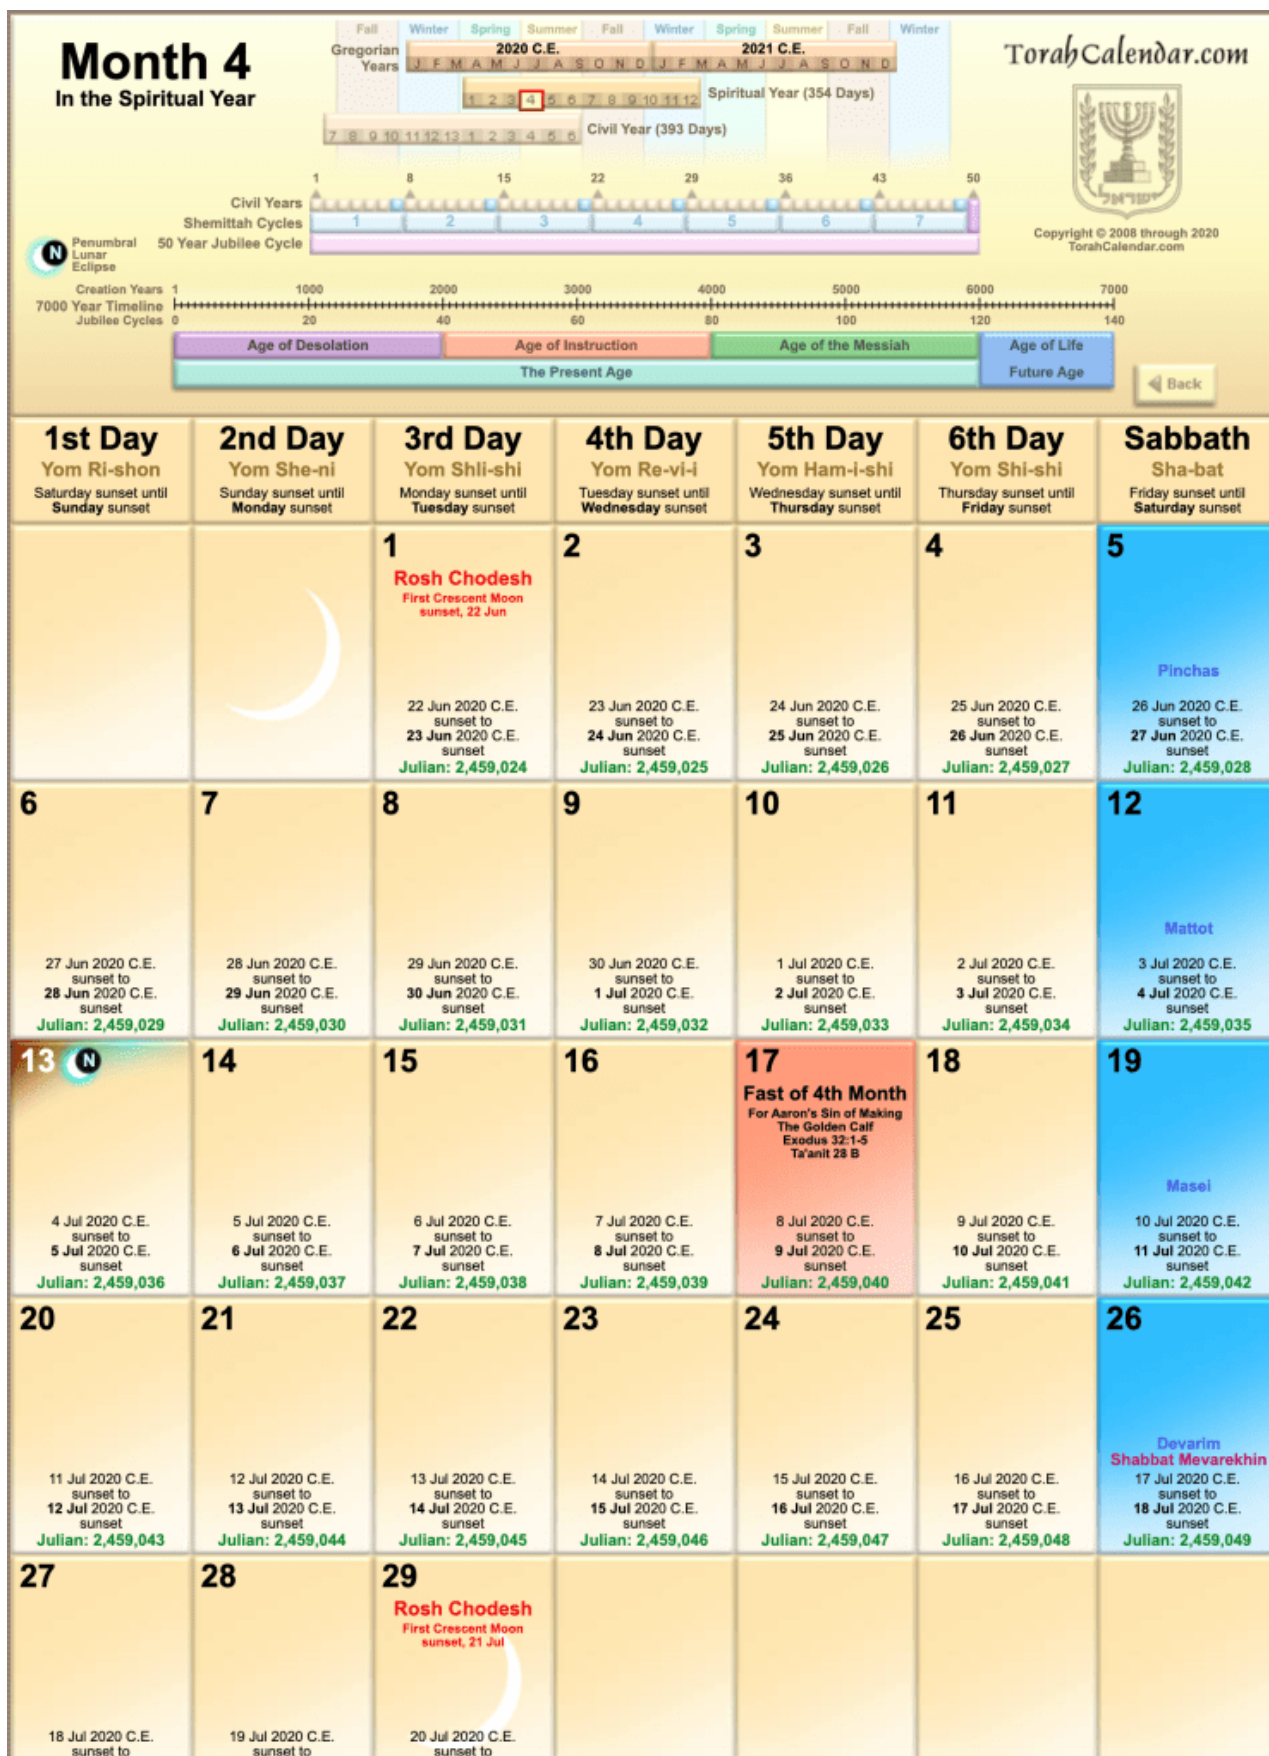 Month 4
In the Spiritual Year
Fall Winter Spring Summer Fall Winter Spring Summer Fall Winter
Gregorian Years
2020 C.E. 2021 C.E.
J F M A M J J A S O N D J F M A M J J A S O N D
1 2 3 4 5 6 7 8 9 10 11 12
Spiritual Year (354 Days)
7 8 9 10 11 12 13 1 2 3 4 5 6
Civil Year (393 Days)
TorahCalendar.com
ישראל
Copyright © 2008 through 2020
TorahCalendar.com
1 8 15 22 29 36 43 50
Civil Years
Shemittah Cycles 1 2 3 4 5 6 7
50 Year Jubilee Cycle
N
Penumbral
Lunar
Eclipse
Creation Years 1 1000 2000 3000 4000 5000 6000 7000
7000 Year Timeline
Jubilee Cycles 0 20 40 60 80 100 120 140
Age of Desolation Age of Instruction Age of the Messiah Age of Life
The Present Age Future Age
Back
1st Day 2nd Day 3rd Day 4th Day 5th Day 6th Day Sabbath
Yom Ri-shon Yom She-ni Yom Shli-shi Yom Re-vi-i Yom Ham-i-shi Yom Shi-shi Sha-bat
Saturday sunset until Sunday sunset until Monday sunset until Tuesday sunset until Wednesday sunset until Thursday sunset until Friday sunset until
Sunday sunset Monday sunset Tuesday sunset Wednesday sunset Thursday sunset Friday sunset Saturday sunset
1 2 3 4 5
Rosh Chodesh
First Crescent Moon
sunset, 22 Jun
Pinchas
22 Jun 2020 C.E. 23 Jun 2020 C.E. 24 Jun 2020 C.E. 25 Jun 2020 C.E. 26 Jun 2020 C.E.
sunset to sunset to sunset to sunset to sunset to
23 Jun 2020 C.E. 24 Jun 2020 C.E. 25 Jun 2020 C.E. 26 Jun 2020 C.E. 27 Jun 2020 C.E.
sunset sunset sunset sunset sunset
Julian: 2,459,024 Julian: 2,459,025 Julian: 2,459,026 Julian: 2,459,027 Julian: 2,459,028
6 7 8 9 10 11 12
Mattot
27 Jun 2020 C.E. 28 Jun 2020 C.E. 29 Jun 2020 C.E. 30 Jun 2020 C.E. 1 Jul 2020 C.E. 2 Jul 2020 C.E. 3 Jul 2020 C.E.
sunset to sunset to sunset to sunset to sunset to sunset to sunset to
28 Jun 2020 C.E. 29 Jun 2020 C.E. 30 Jun 2020 C.E. 1 Jul 2020 C.E. 2 Jul 2020 C.E. 3 Jul 2020 C.E. 4 Jul 2020 C.E.
sunset sunset sunset sunset sunset sunset sunset
Julian: 2,459,029 Julian: 2,459,030 Julian: 2,459,031 Julian: 2,459,032 Julian: 2,459,033 Julian: 2,459,034 Julian: 2,459,035
13 N 14 15 16 17 18 19
Fast of 4th Month
For Aaron's Sin of Making
The Golden Calf
Exodus 32:1-5
Ta'anit 28 B
Masei
4 Jul 2020 C.E. 5 Jul 2020 C.E. 6 Jul 2020 C.E. 7 Jul 2020 C.E. 8 Jul 2020 C.E. 9 Jul 2020 C.E. 10 Jul 2020 C.E.
sunset to sunset to sunset to sunset to sunset to sunset to sunset to
5 Jul 2020 C.E. 6 Jul 2020 C.E. 7 Jul 2020 C.E. 8 Jul 2020 C.E. 9 Jul 2020 C.E. 10 Jul 2020 C.E. 11 Jul 2020 C.E.
sunset sunset sunset sunset sunset sunset sunset
Julian: 2,459,036 Julian: 2,459,037 Julian: 2,459,038 Julian: 2,459,039 Julian: 2,459,040 Julian: 2,459,041 Julian: 2,459,042
20 21 22 23 24 25 26
Devarim
Shabbat Mevarekhin
11 Jul 2020 C.E. 12 Jul 2020 C.E. 13 Jul 2020 C.E. 14 Jul 2020 C.E. 15 Jul 2020 C.E. 16 Jul 2020 C.E. 17 Jul 2020 C.E.
sunset to sunset to sunset to sunset to sunset to sunset to sunset to
12 Jul 2020 C.E. 13 Jul 2020 C.E. 14 Jul 2020 C.E. 15 Jul 2020 C.E. 16 Jul 2020 C.E. 17 Jul 2020 C.E. 18 Jul 2020 C.E.
sunset sunset sunset sunset sunset sunset sunset
Julian: 2,459,043 Julian: 2,459,044 Julian: 2,459,045 Julian: 2,459,046 Julian: 2,459,047 Julian: 2,459,048 Julian: 2,459,049
27 28 29
Rosh Chodesh
First Crescent Moon
sunset, 21 Jul
18 Jul 2020 C.E. 19 Jul 2020 C.E. 20 Jul 2020 C.E.
sunset to sunset to sunset to